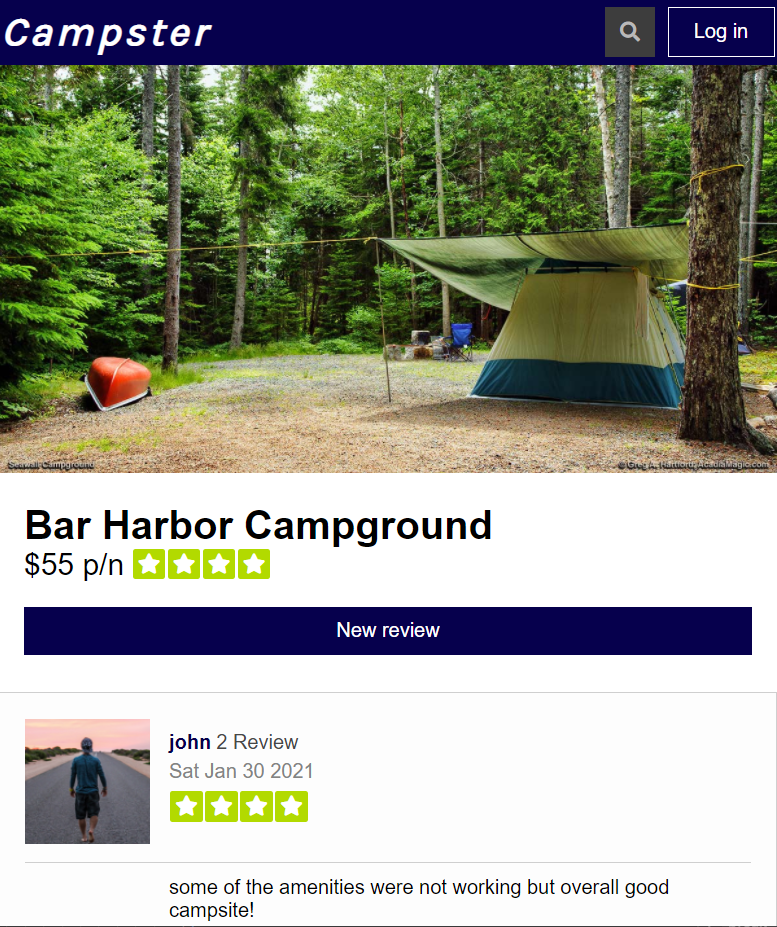 Campster
Log in
Seawall Campground
© Greg A. Hartford, AcadiaMagic.com
Bar Harbor Campground
$55 p/n
New review
john 2 Review
Sat Jan 30 2021
some of the amenities were not working but overall good
campsite!